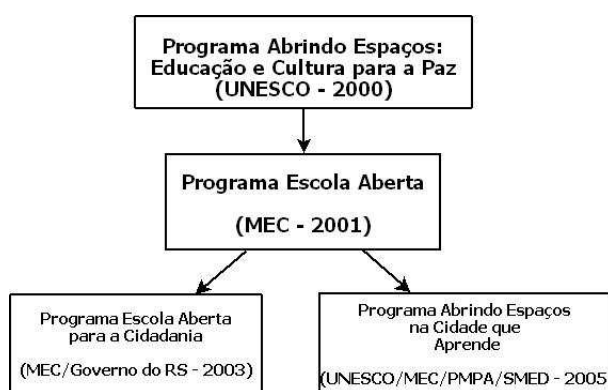 Programa Abrindo Espaços:
Educação e Cultura para a Paz
(UNESCO - 2000)
Programa Escola Aberta
(MEC - 2001)
Programa Escola Aberta
para a Cidadania
(MEC/Governo do RS - 2003)
Programa Abrindo Espaços
na Cidade que
Aprende
(UNESCO/MEC/PMPA/SMED - 2005